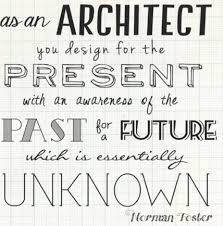 as an ARCHITECT
you design for the
PRESENT
with an awareness of the
PAST for a FUTURE
which is essentially
UNKNOWN
©Norman Foster